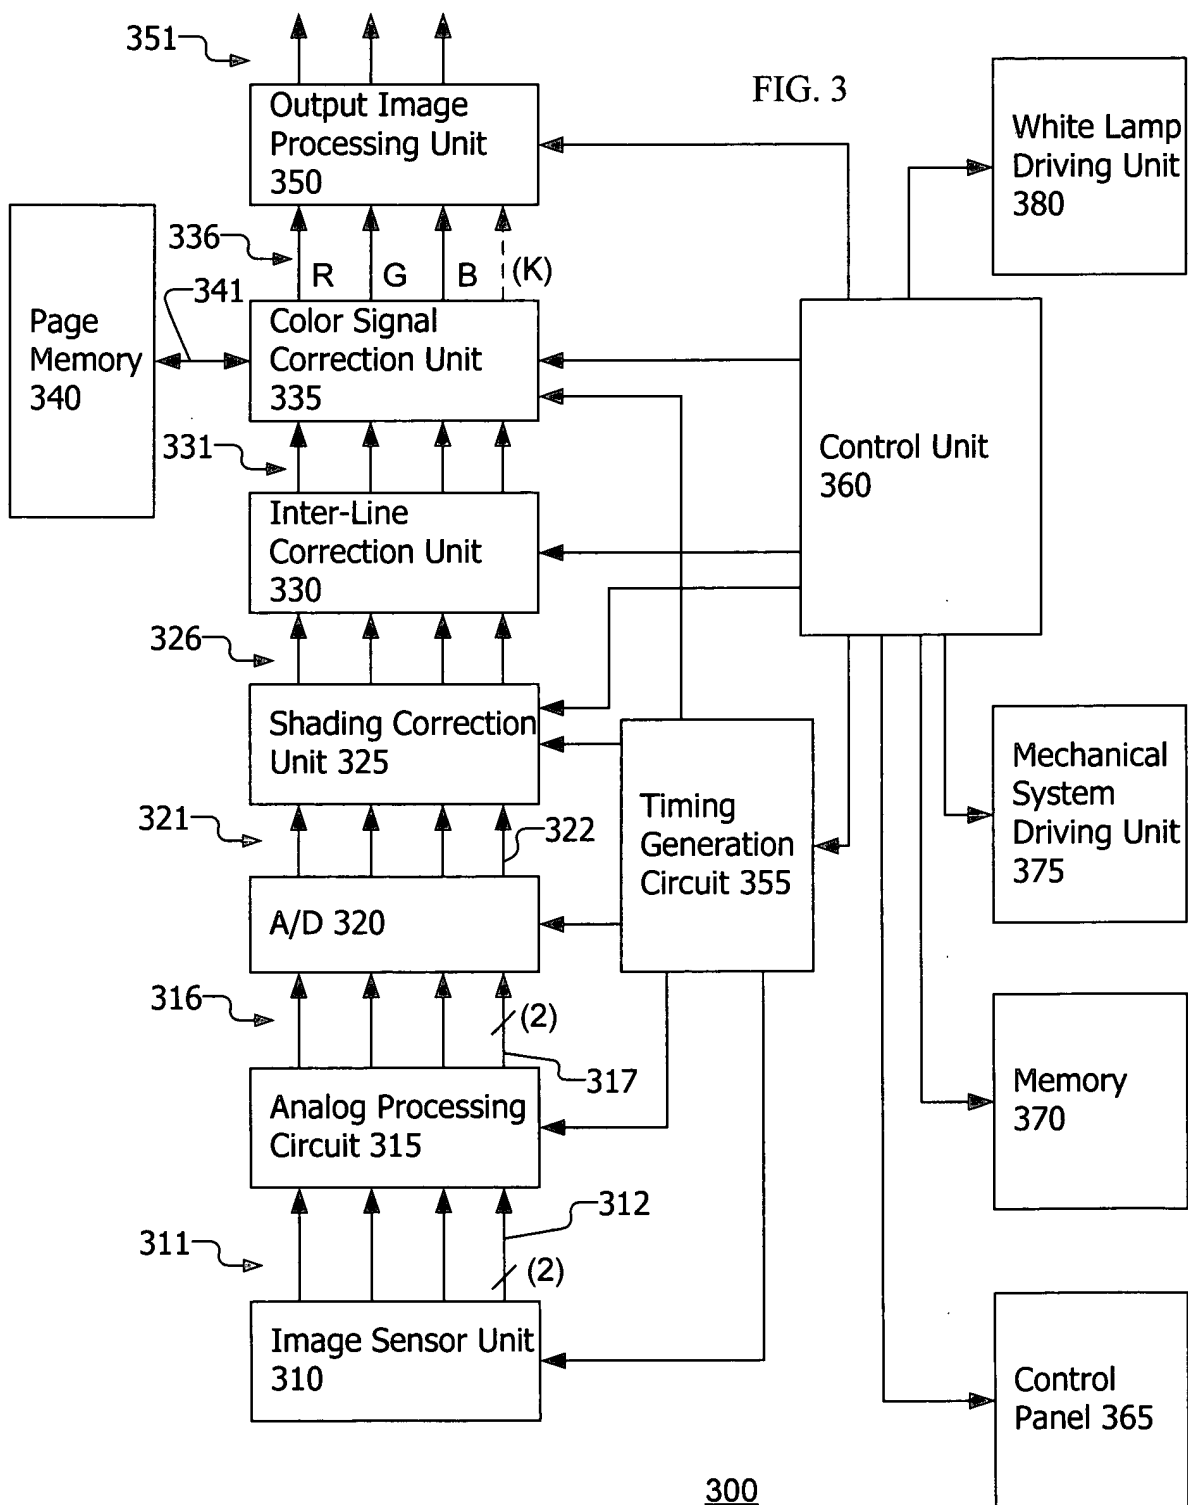 351
FIG. 3
Output Image
Processing Unit
350
White Lamp
Driving Unit
380
336
R
G
B
(K)
341
Page
Memory
340
Color Signal
Correction Unit
335
Control Unit
360
331
Inter-Line
Correction Unit
330
326
Shading Correction
Unit 325
Timing
Generation
Circuit 355
Mechanical
System
Driving Unit
375
321
322
A/D 320
316
(2)
317
Analog Processing
Circuit 315
Memory
370
312
311
(2)
Image Sensor Unit
310
Control
Panel 365
300